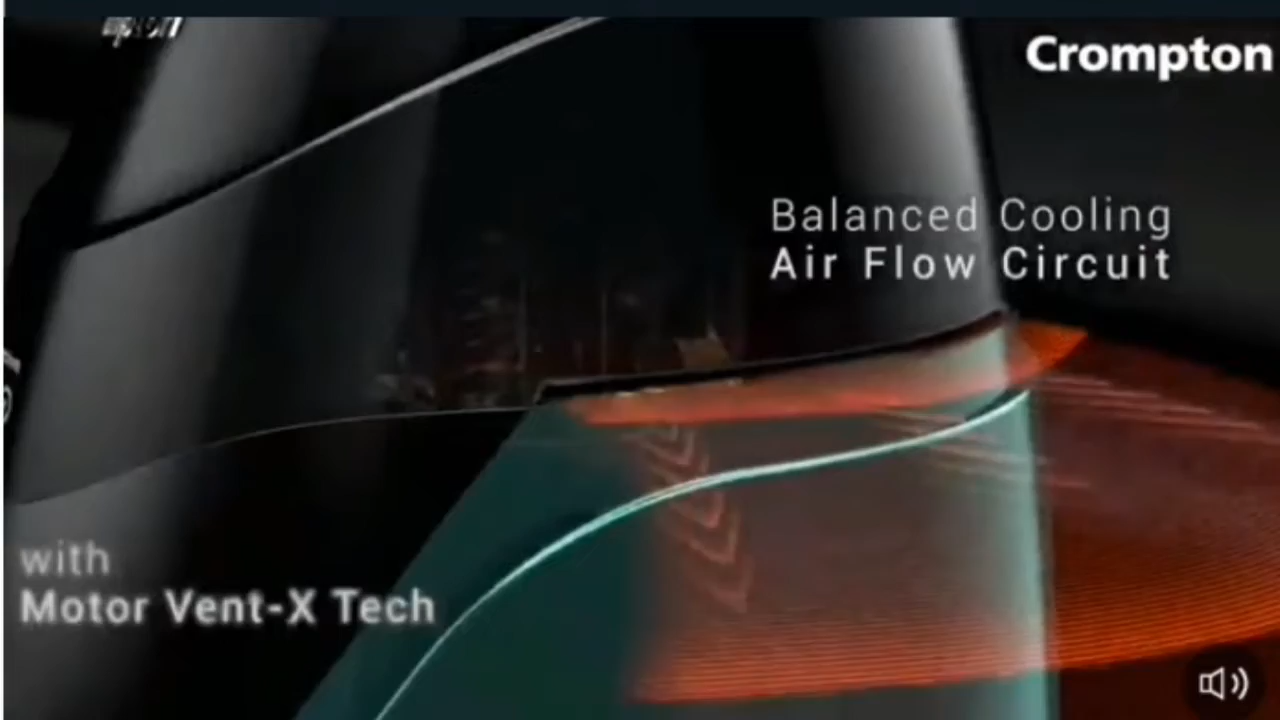 Crompton
Balanced Cooling
Air Flow Circuit
with
Motor Vent-X Tech